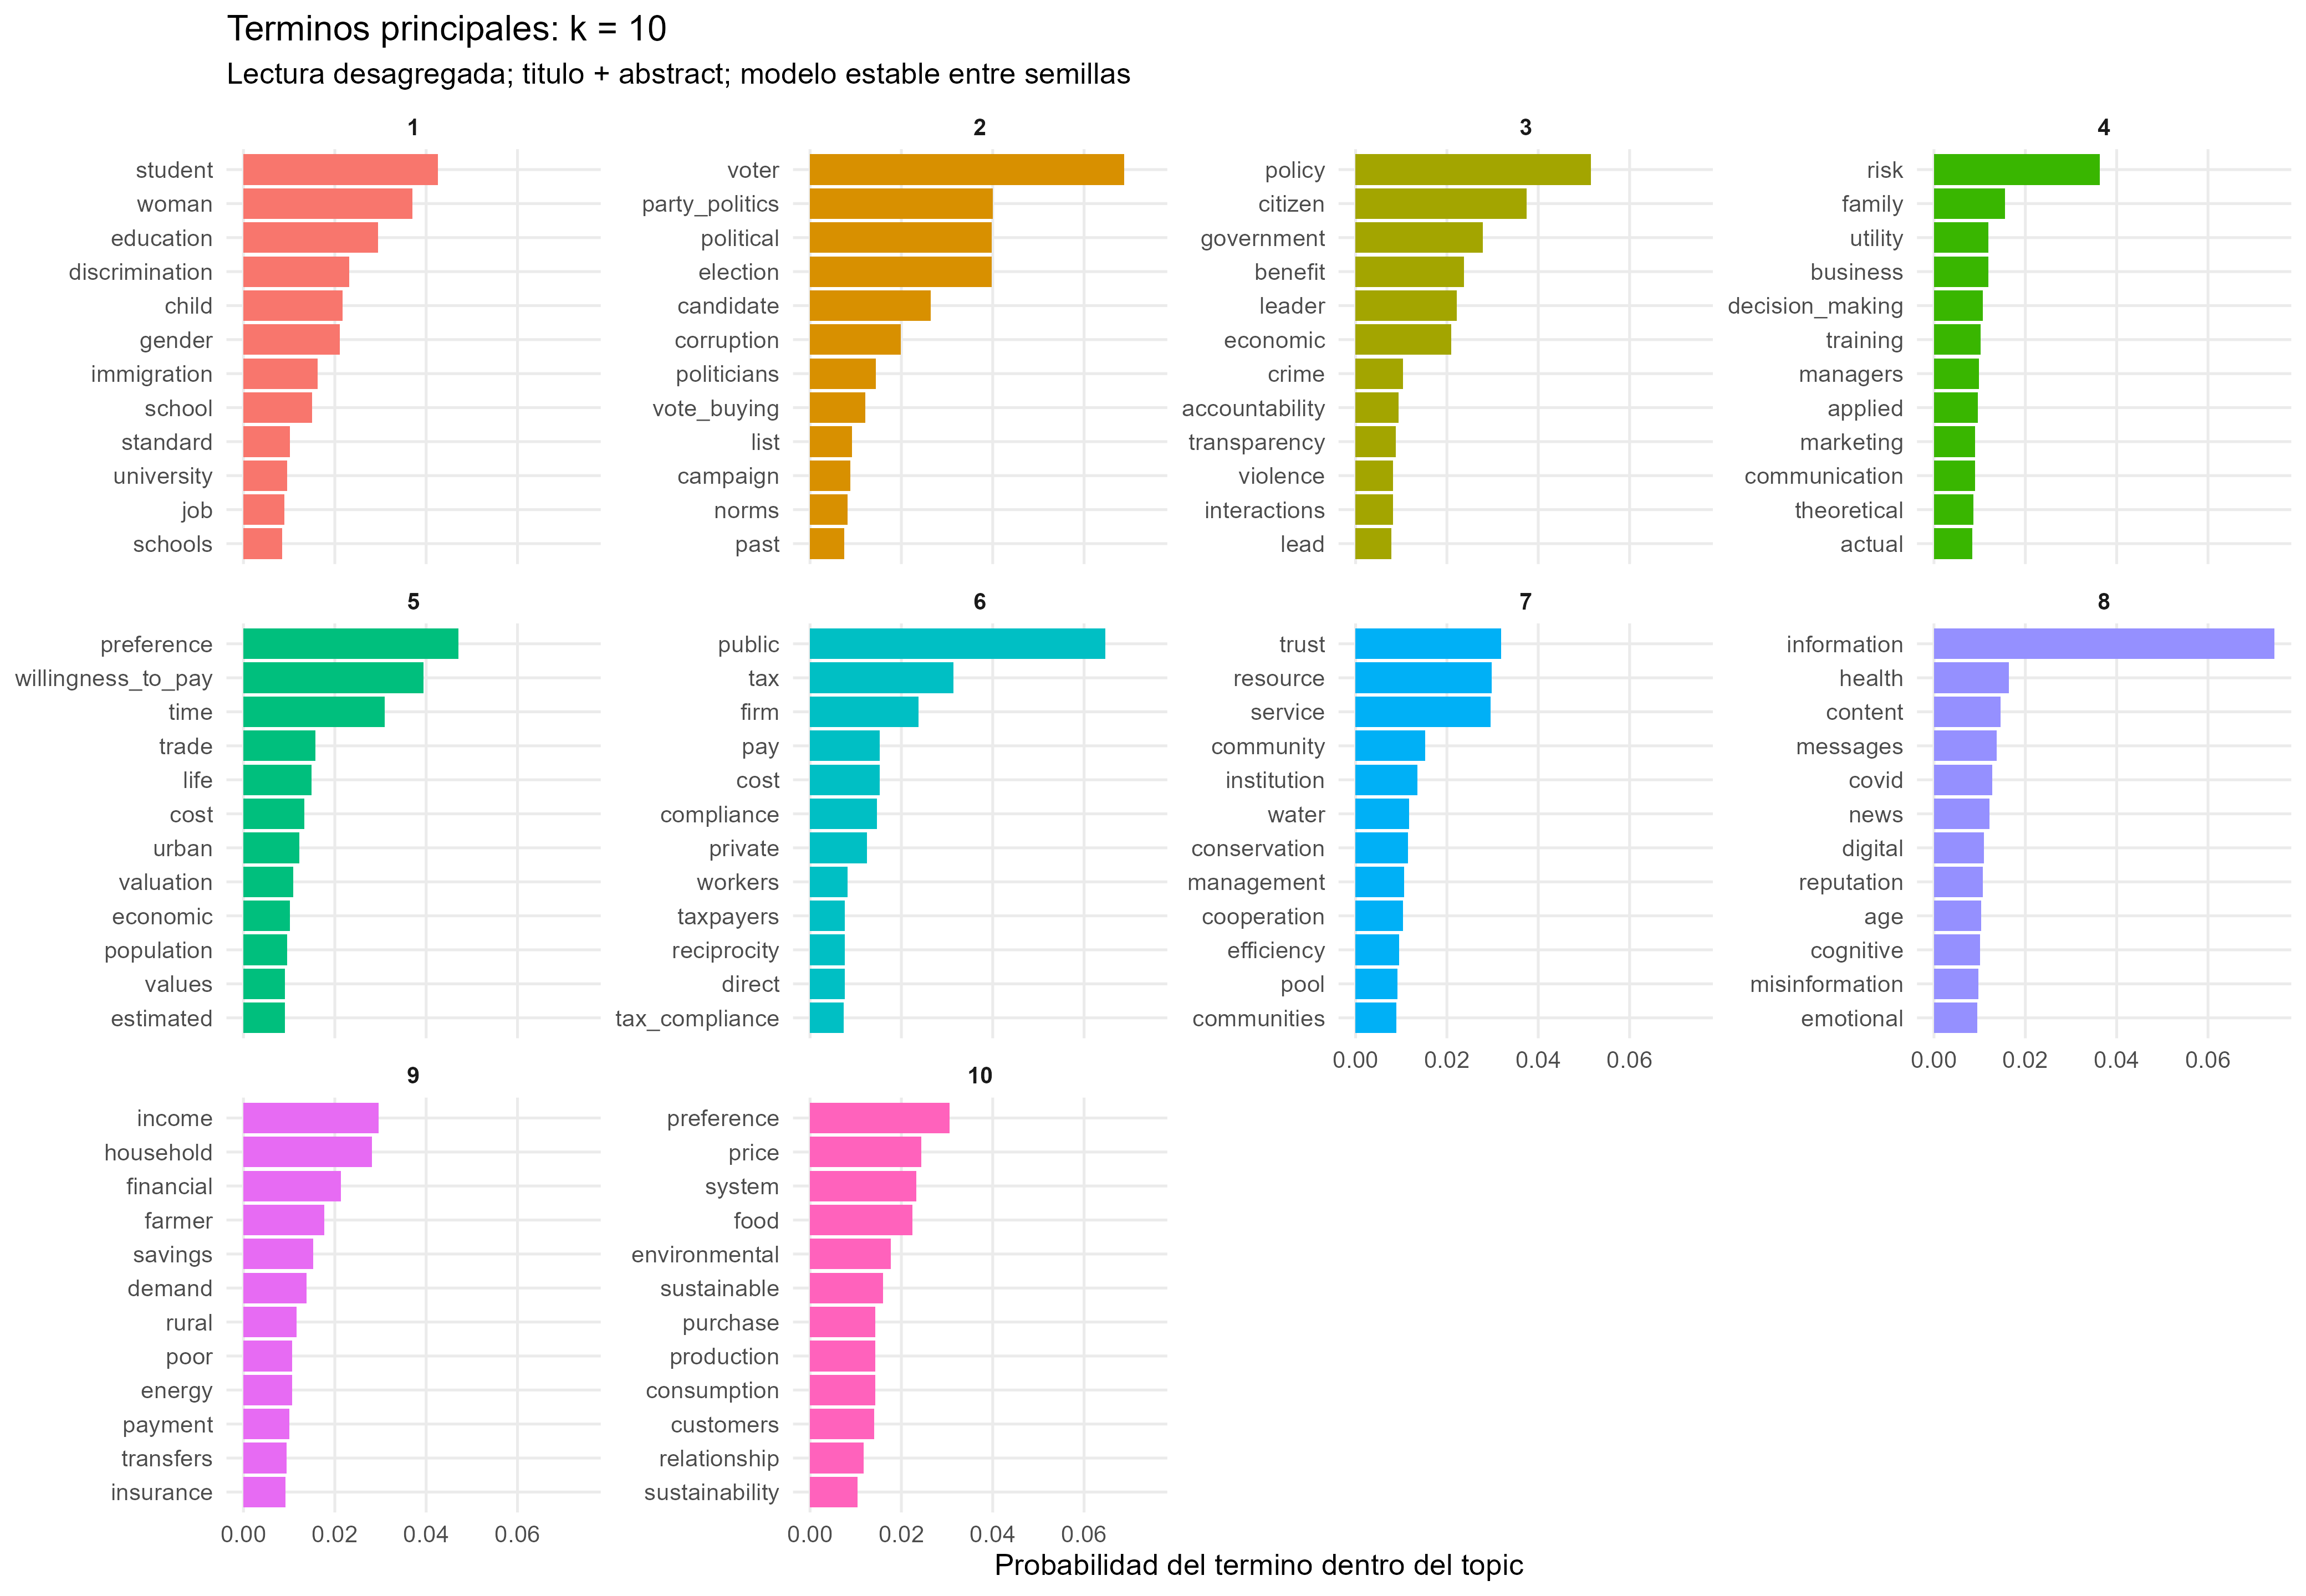 Terminos principales: k = 10
Lectura desagregada; titulo + abstract; modelo estable entre semillas
1
student
woman
education
discrimination
child
gender
immigration
school
standard
university
job
schools
2
voter
party_politics
political
election
candidate
corruption
politicians
vote_buying
list
campaign
norms
past
3
policy
citizen
government
benefit
leader
economic
crime
accountability
transparency
violence
interactions
lead
4
risk
family
utility
business
decision_making
training
managers
applied
marketing
communication
theoretical
actual
5
preference
willingness_to_pay
time
trade
life
cost
urban
valuation
economic
population
values
estimated
6
public
tax
firm
pay
cost
compliance
private
workers
taxpayers
reciprocity
direct
tax_compliance
7
trust
resource
service
community
institution
water
conservation
management
cooperation
efficiency
pool
communities
0.00 0.02 0.04 0.06
8
information
health
content
messages
covid
news
digital
reputation
age
cognitive
misinformation
emotional
0.00 0.02 0.04 0.06
9
income
household
financial
farmer
savings
demand
rural
poor
energy
payment
transfers
insurance
0.00 0.02 0.04 0.06
10
preference
price
system
food
environmental
sustainable
purchase
production
consumption
customers
relationship
sustainability
0.00 0.02 0.04 0.06
Probabilidad del termino dentro del topic